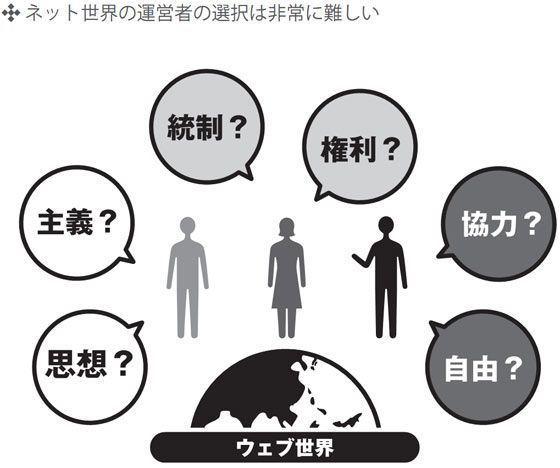 ネット世界の運営者の選択は非常に難しい
統制？
権利？
主義？
協力？
思想？
自由？
ウェブ世界